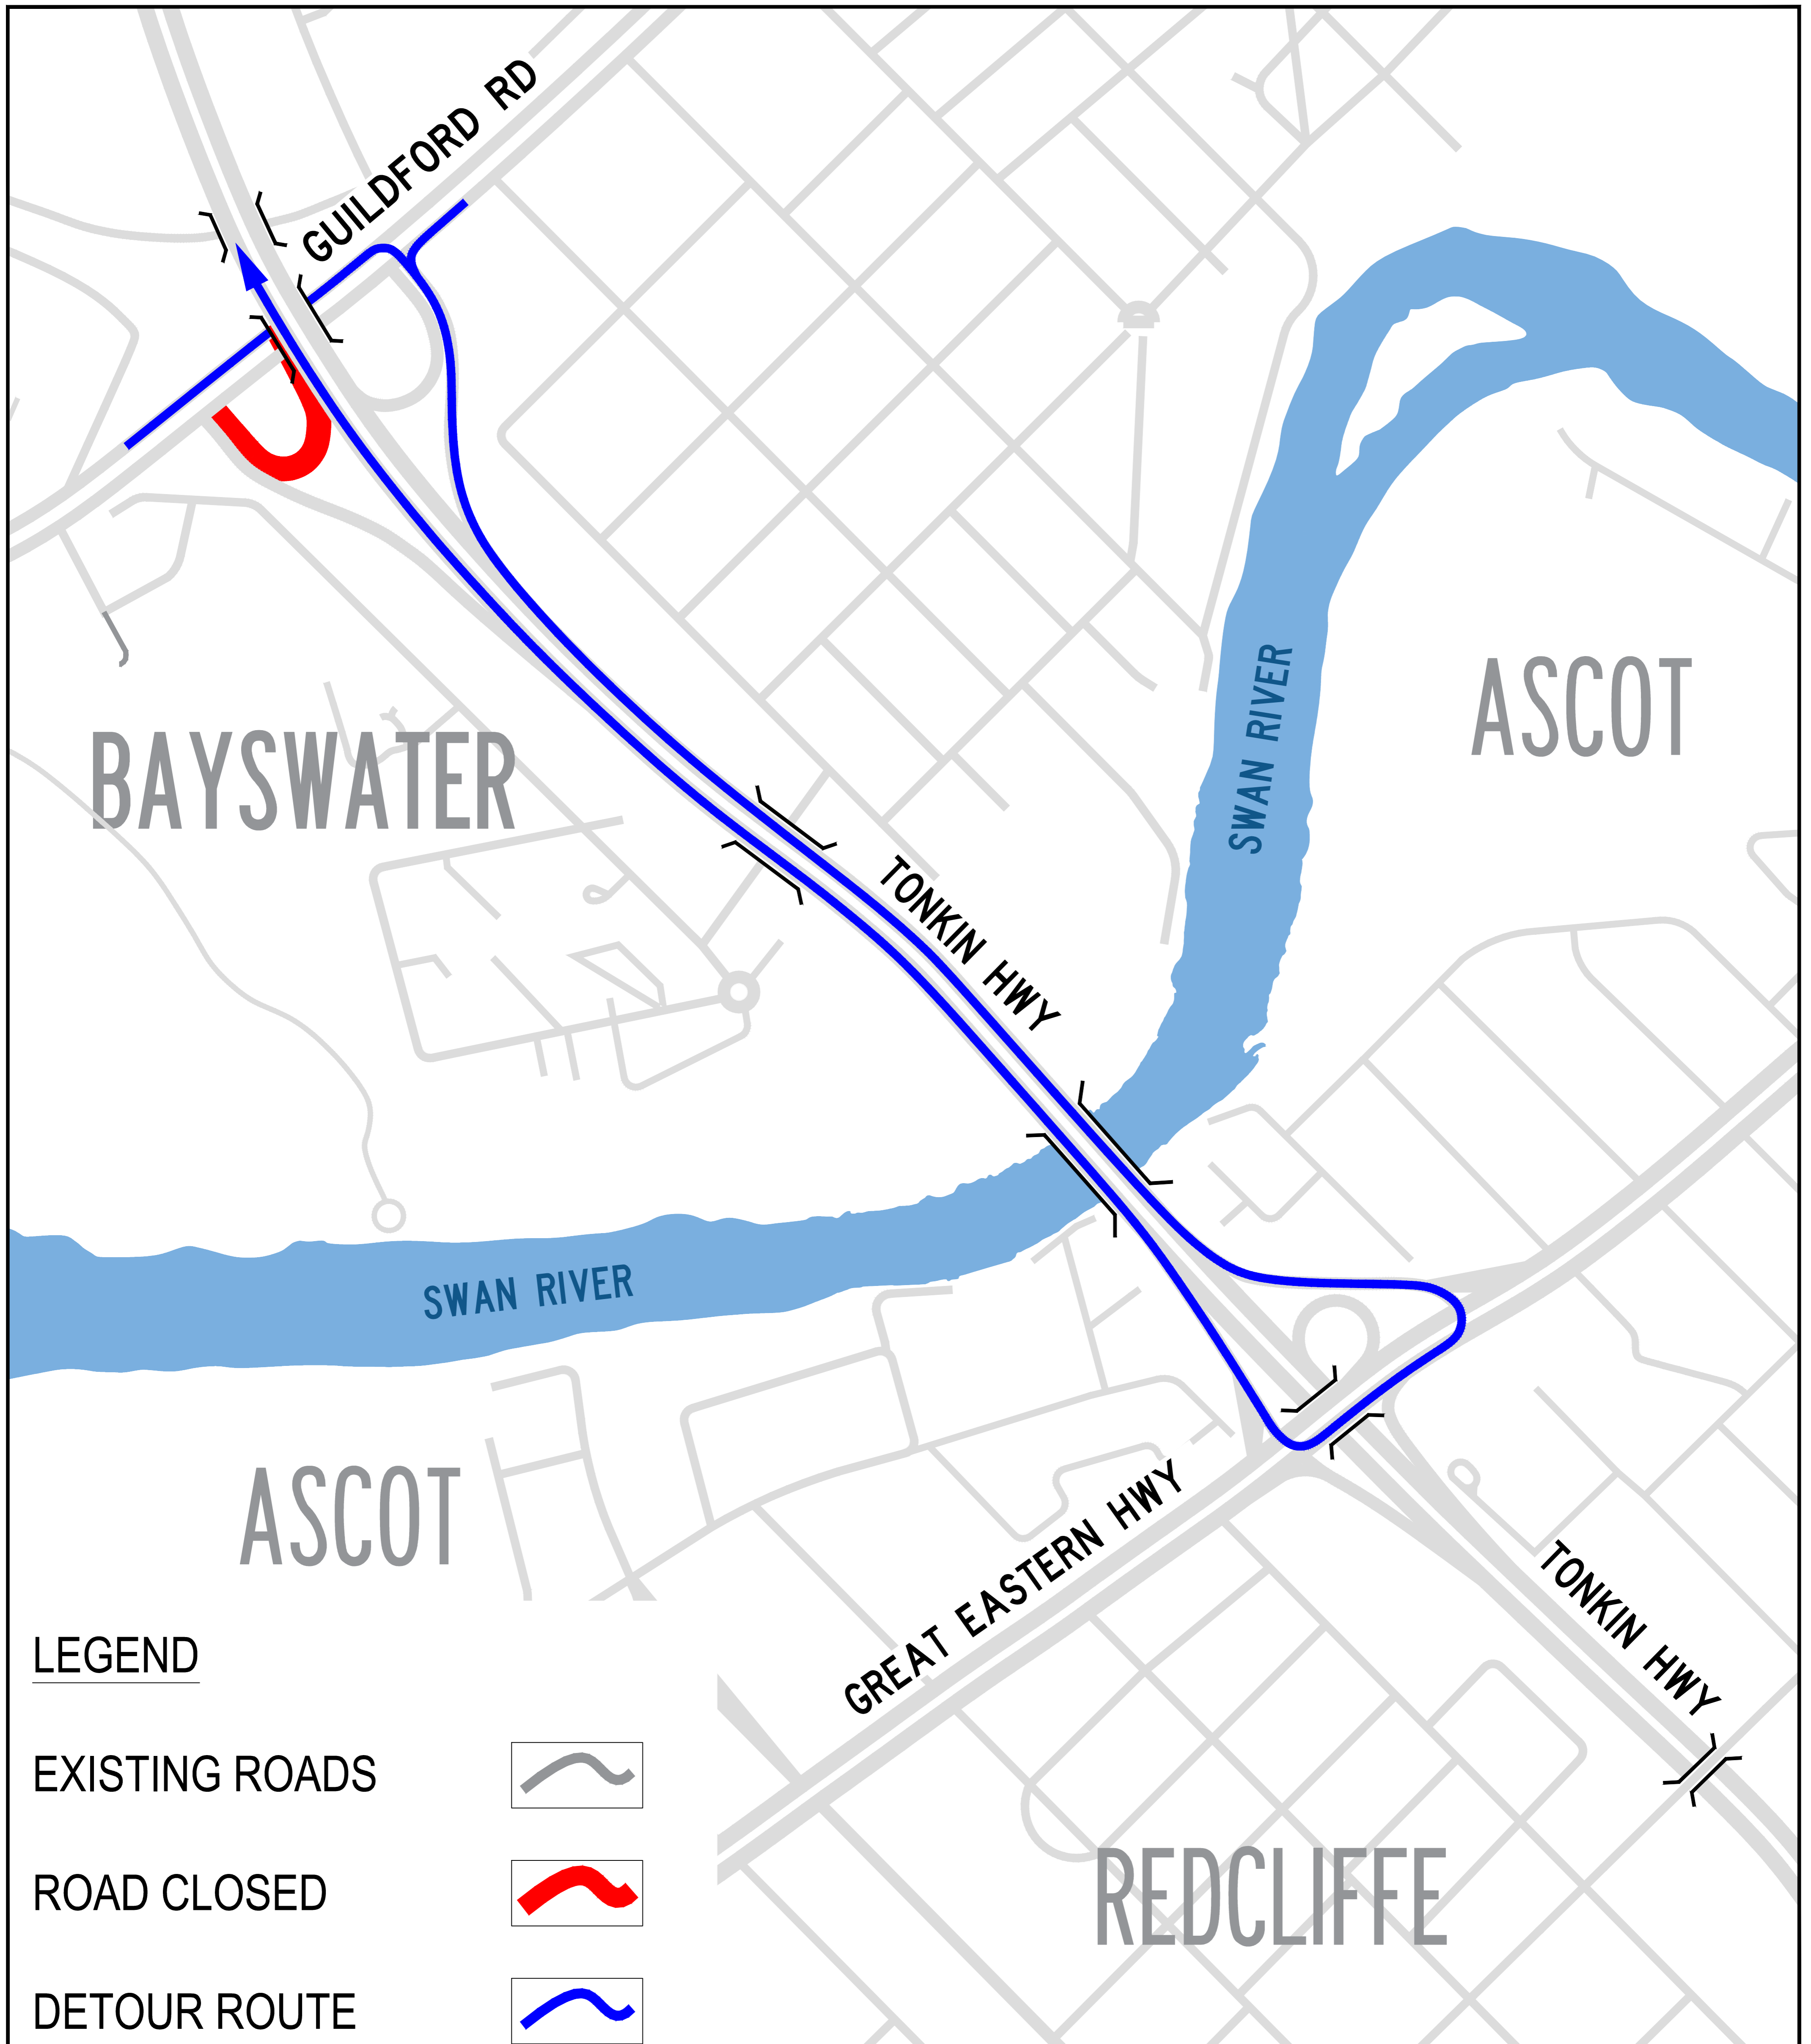 GUILDFORD RD
BAYSWATER
SWAN RIVER
ASCOT
TONKIN HWY
SWAN RIVER
ASCOT
GREAT EASTERN HWY
TONKIN HWY
REDCLIFFE
LEGEND
EXISTING ROADS
ROAD CLOSED
DETOUR ROUTE